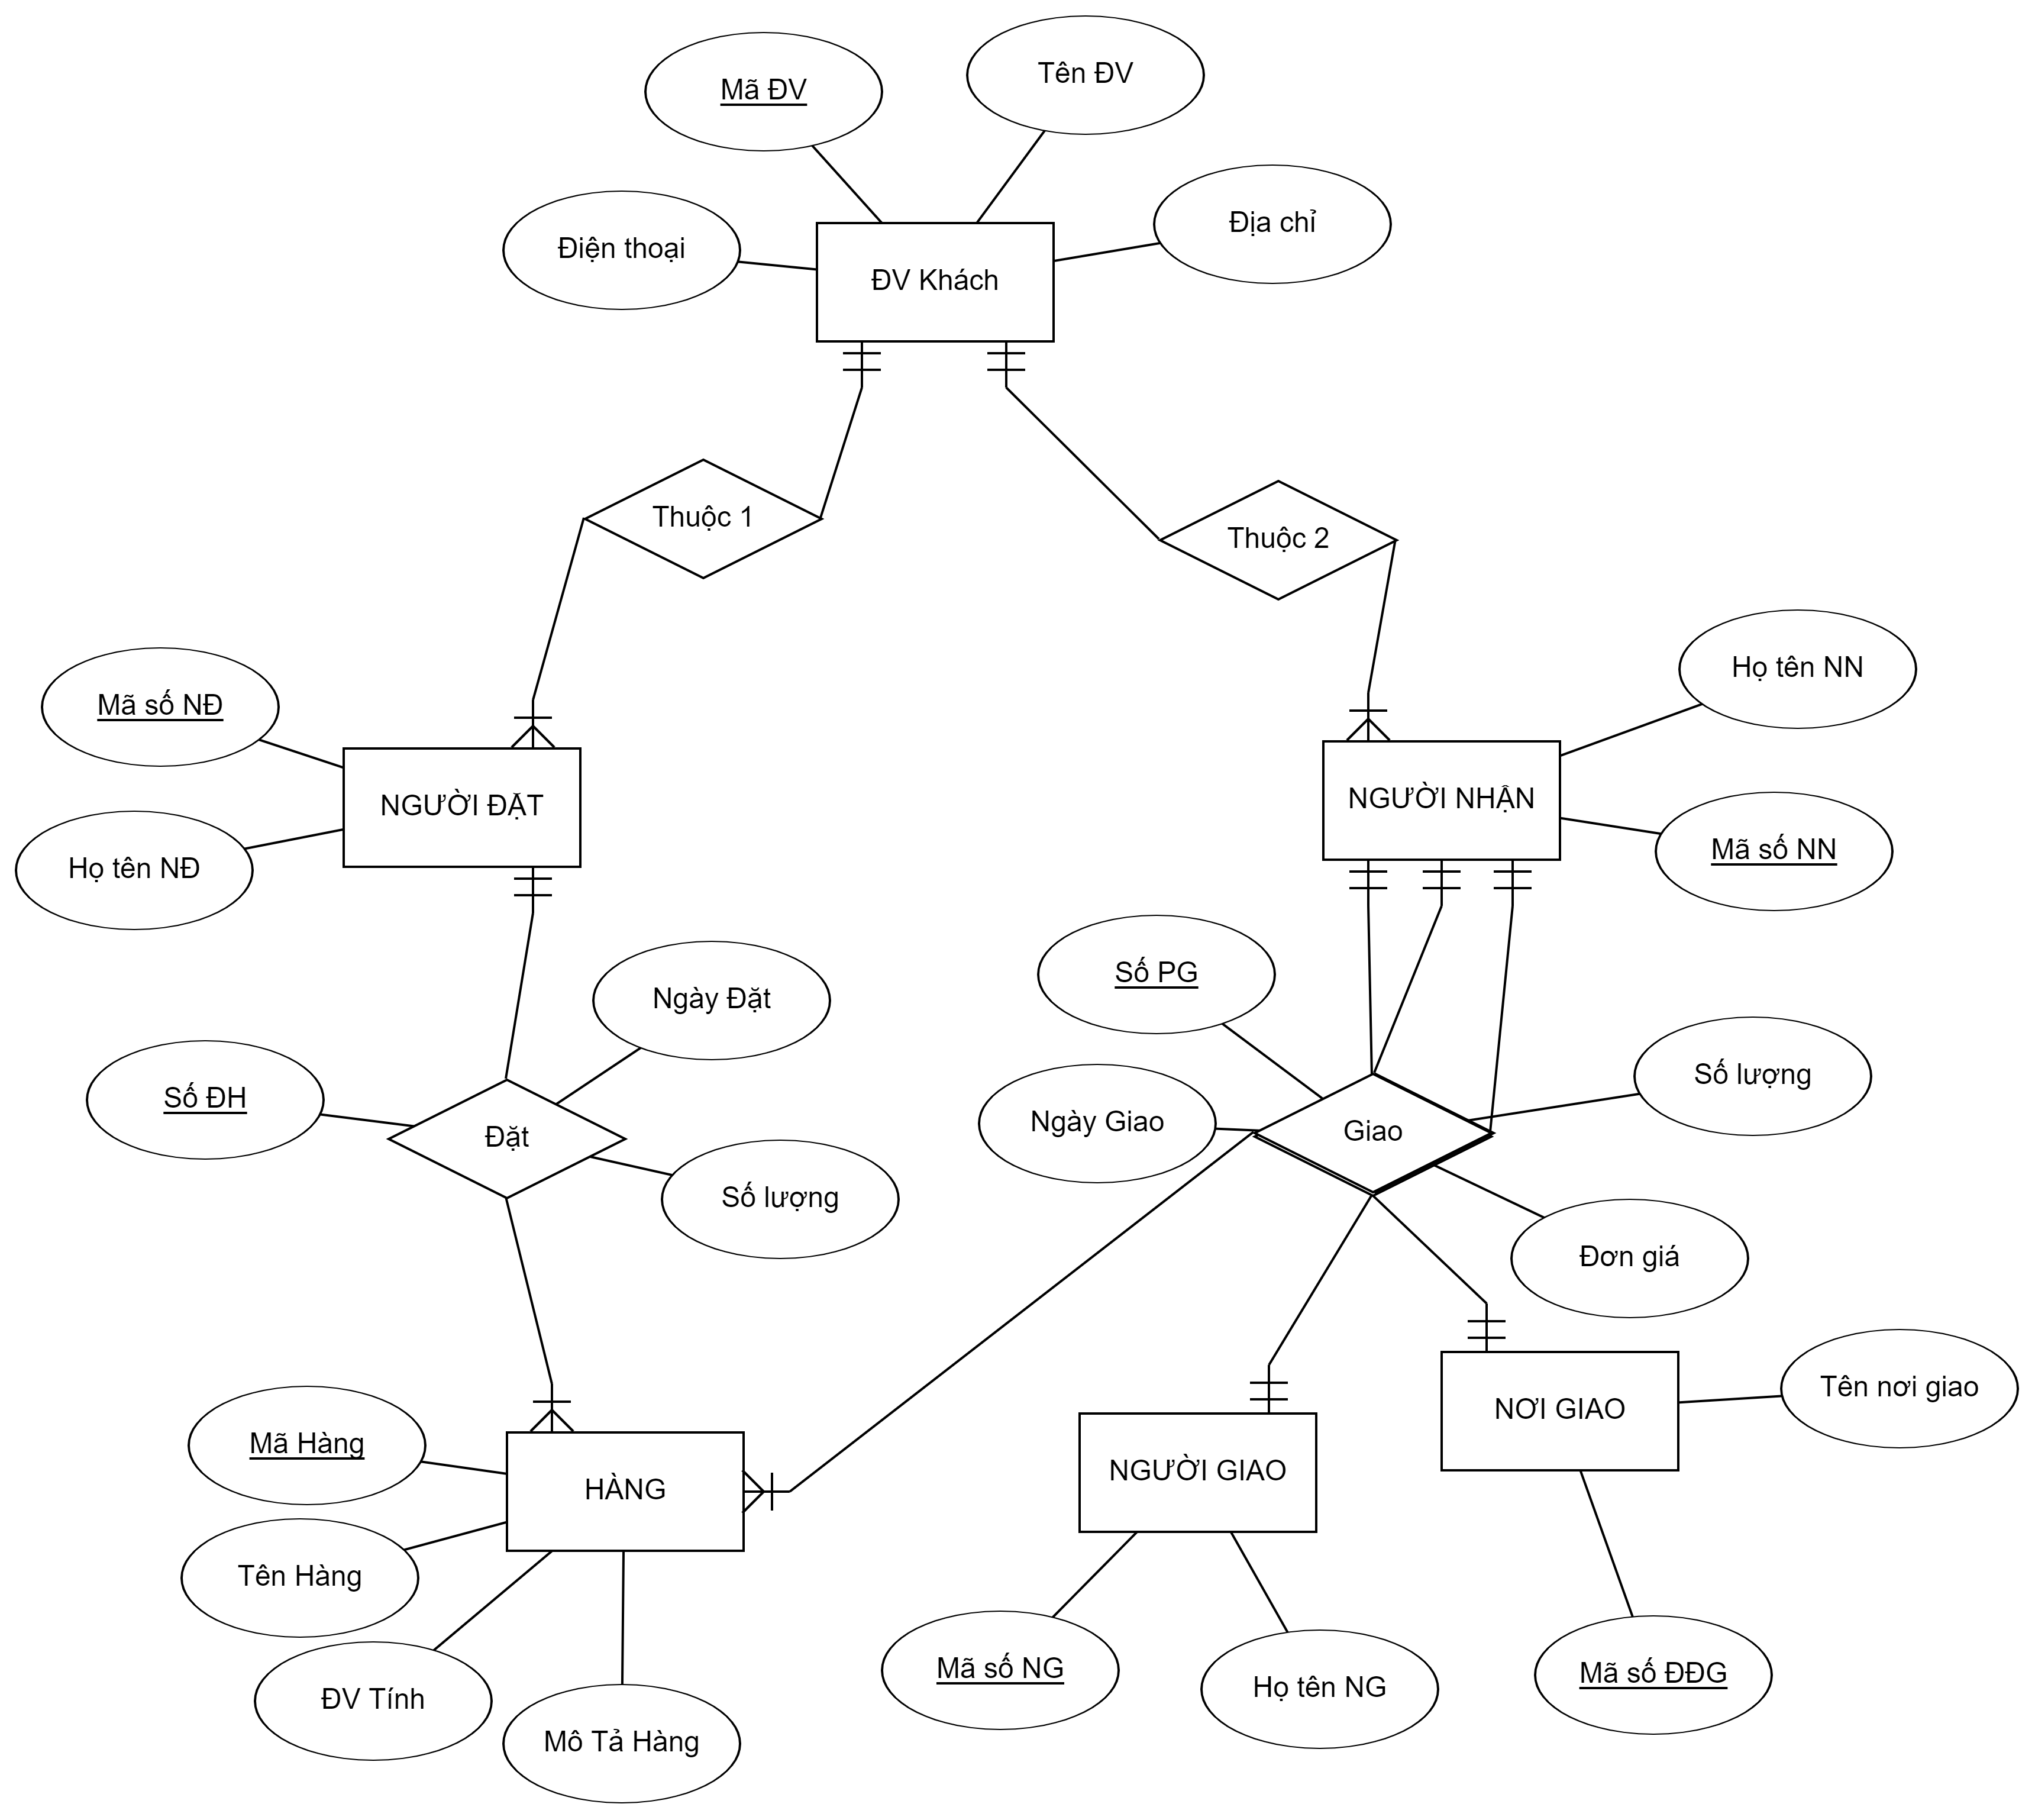 Tên ĐV
Mã ĐV
Địa chỉ
Điện thoại
ĐV Khách
Thuộc 1
Thuộc 2
Họ tên NN
Mã số NĐ
NGƯỜI ĐẶT
NGƯỜI NHẬN
Mã số NN
Họ tên NĐ
Số PG
Ngày Đặt
Số lượng
Số ĐH
Ngày Giao
Giao
Đặt
Số lượng
Đơn giá
Tên nơi giao
NƠI GIAO
Mã Hàng
NGƯỜI GIAO
HÀNG
Tên Hàng
Mã số NG
Mã số ĐĐG
Họ tên NG
ĐV Tính
Mô Tả Hàng